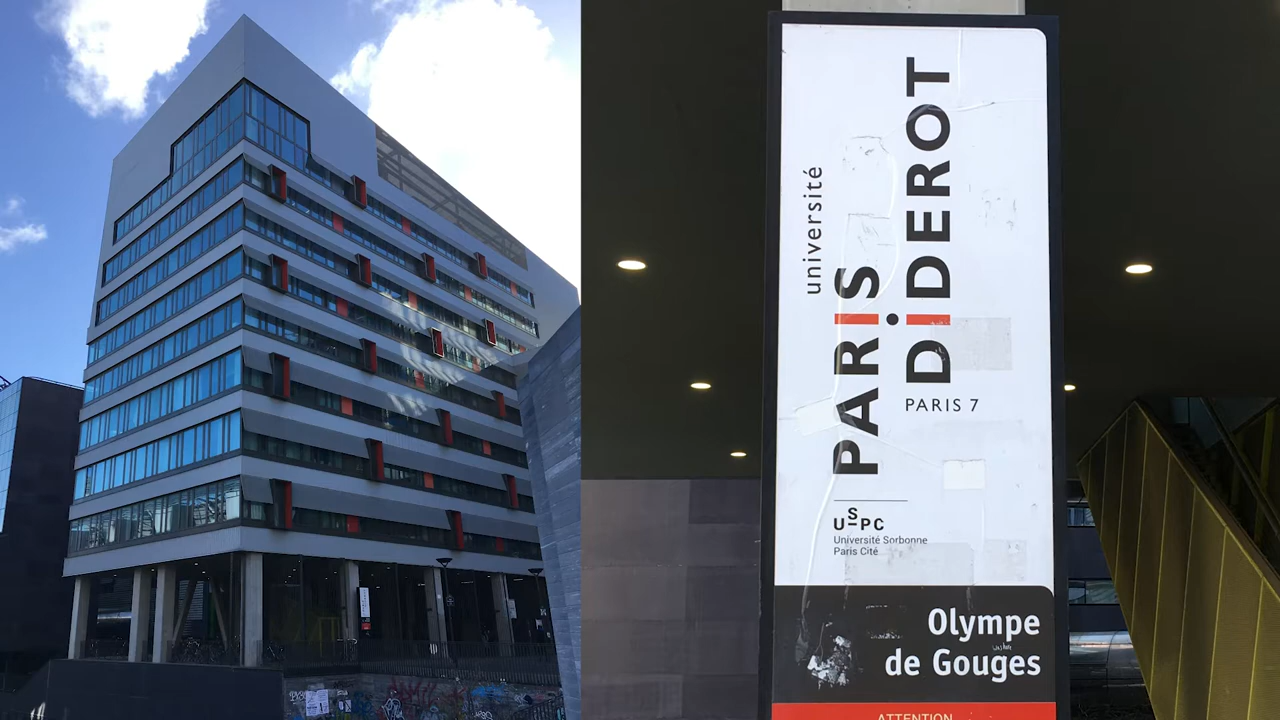 université
PARIS
DIDEROT
PARIS 7
USPC
Université Sorbonne
Paris Cité
Olympe
de Gouges
ATTENTION